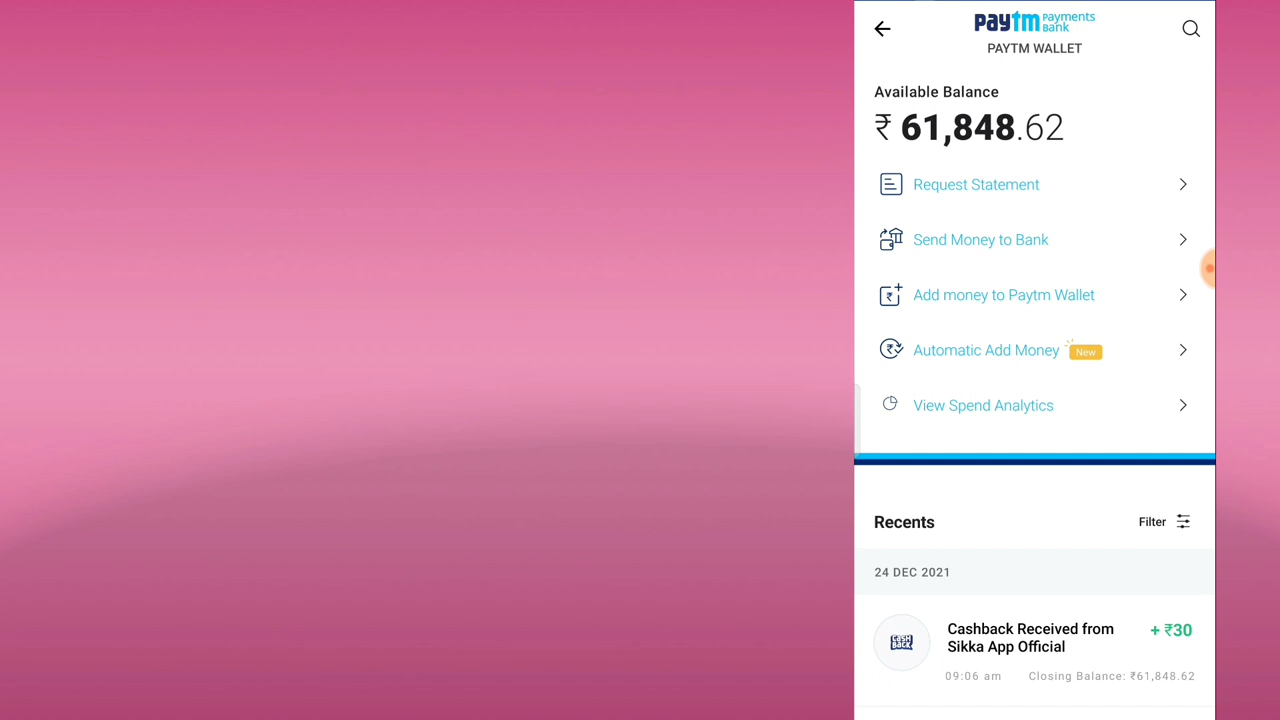 paytm Payments Bank
PAYTM WALLET
Available Balance
₹ 61,848.62
Request Statement
Send Money to Bank
Add money to Paytm Wallet
Automatic Add Money New
View Spend Analytics
Recents
Filter
24 DEC 2021
CASH BACK
Cashback Received from
Sikka App Official
+ ₹30
09:06 am
Closing Balance: ₹61,848.62